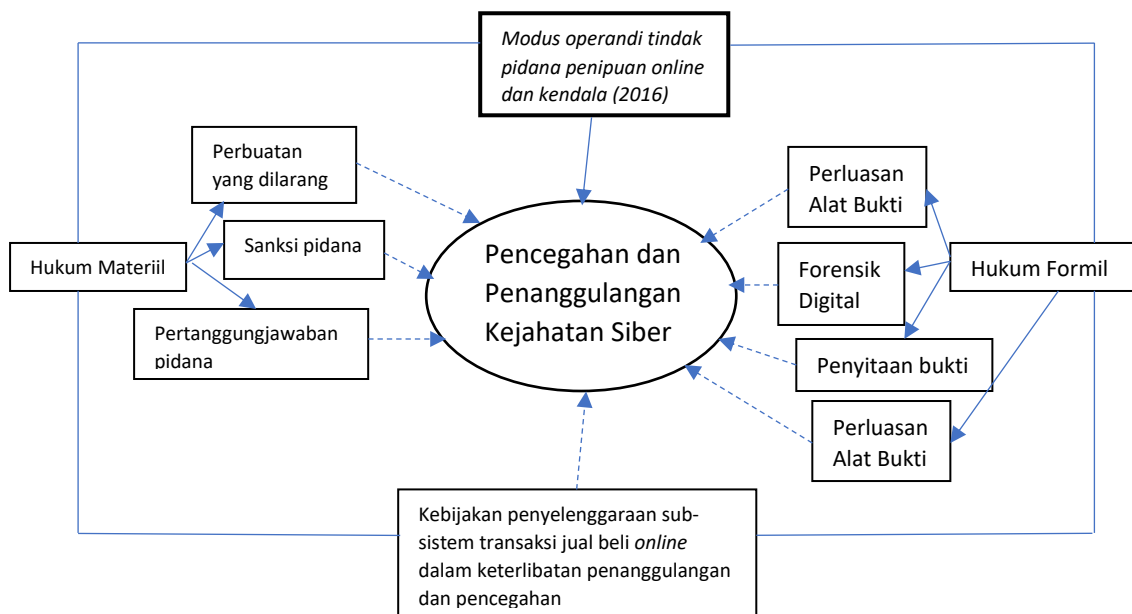 Modus operandi tindak
pidana penipuan online
dan kendala (2016)
Perbuatan
yang dilarang
Sanksi pidana
Hukum Materiil
Pertanggungjawaban
pidana
Pencegahan dan
Penanggulangan
Kejahatan Siber
Perluasan
Alat Bukti
Forensik
Digital
Hukum Formil
Penyitaan bukti
Perluasan
Alat Bukti
Kebijakan penyelenggaraan sub-
sistem transaksi jual beli online
dalam keterlibatan penanggulangan
dan pencegahan